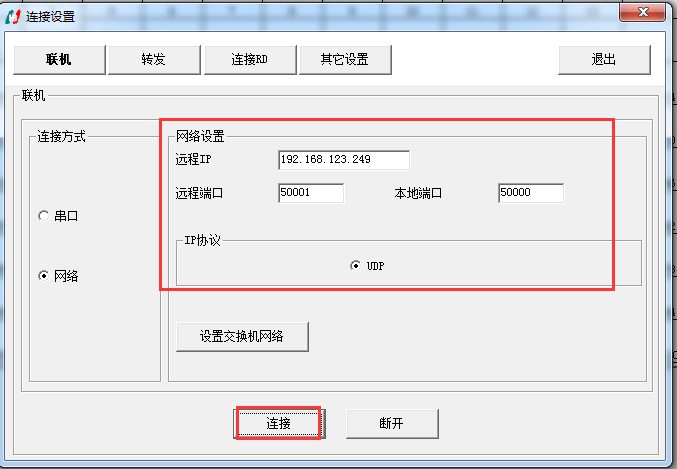 连接设置
联机 转发 连接RD 其它设置 退出
联机
连接方式
网络设置
远程IP 192.168.123.249
远程端口 50001 本地端口 50000
串口
IP协议
网络
UDP
设置交换机网络
连接 断开